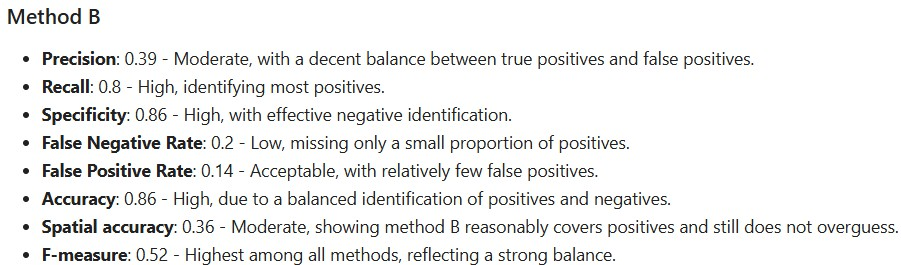 Method B
• Precision: 0.39 - Moderate, with a decent balance between true positives and false positives.
• Recall: 0.8 - High, identifying most positives.
• Specificity: 0.86 - High, with effective negative identification.
• False Negative Rate: 0.2 - Low, missing only a small proportion of positives.
• False Positive Rate: 0.14 - Acceptable, with relatively few false positives.
• Accuracy: 0.86 - High, due to a balanced identification of positives and negatives.
• Spatial accuracy: 0.36 - Moderate, showing method B reasonably covers positives and still does not overguess.
• F-measure: 0.52 - Highest among all methods, reflecting a strong balance.